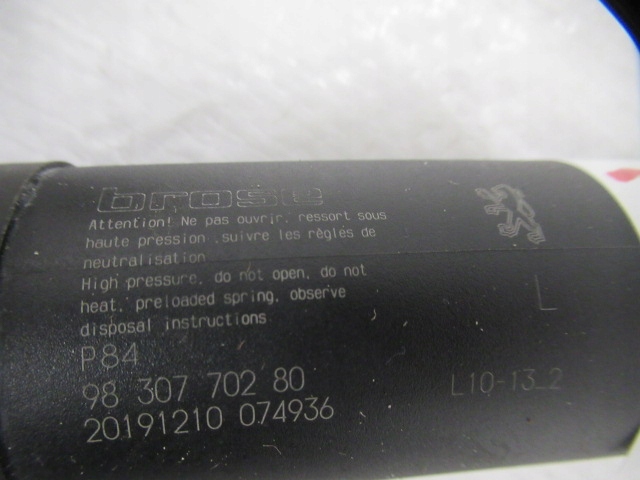 brose
Attention! Ne pas ouvrir, ressort sous
haute pression ,suivre les règlés de
neutralisation
High pressure, do not open, do not
heat, preloaded spring, observe
disposal instructions
L
P84
98 307 702 80
L10-13_2
20191210 074936